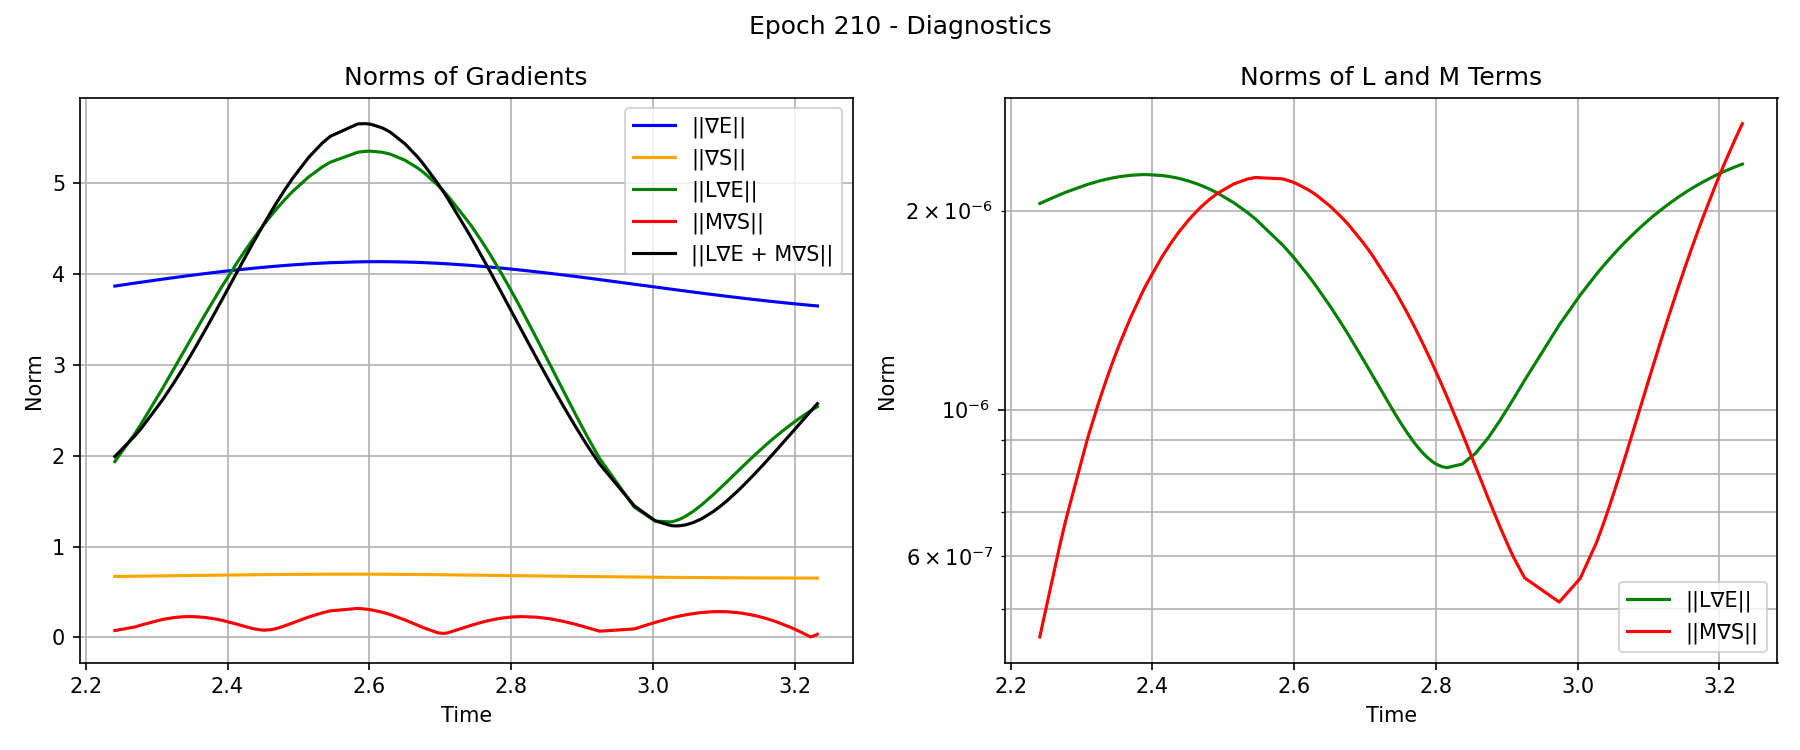 Epoch 210 - Diagnostics
Norms of Gradients
Norm
5
4
3
2
1
0
2.2 2.4 2.6 2.8 3.0 3.2
Time
||∇E||
||∇S||
||L∇E||
||M∇S||
||L∇E + M∇S||
Norms of L and M Terms
Norm
2 × 10⁻⁶
10⁻⁶
6 × 10⁻⁷
2.2 2.4 2.6 2.8 3.0 3.2
Time
||L∇E||
||M∇S||